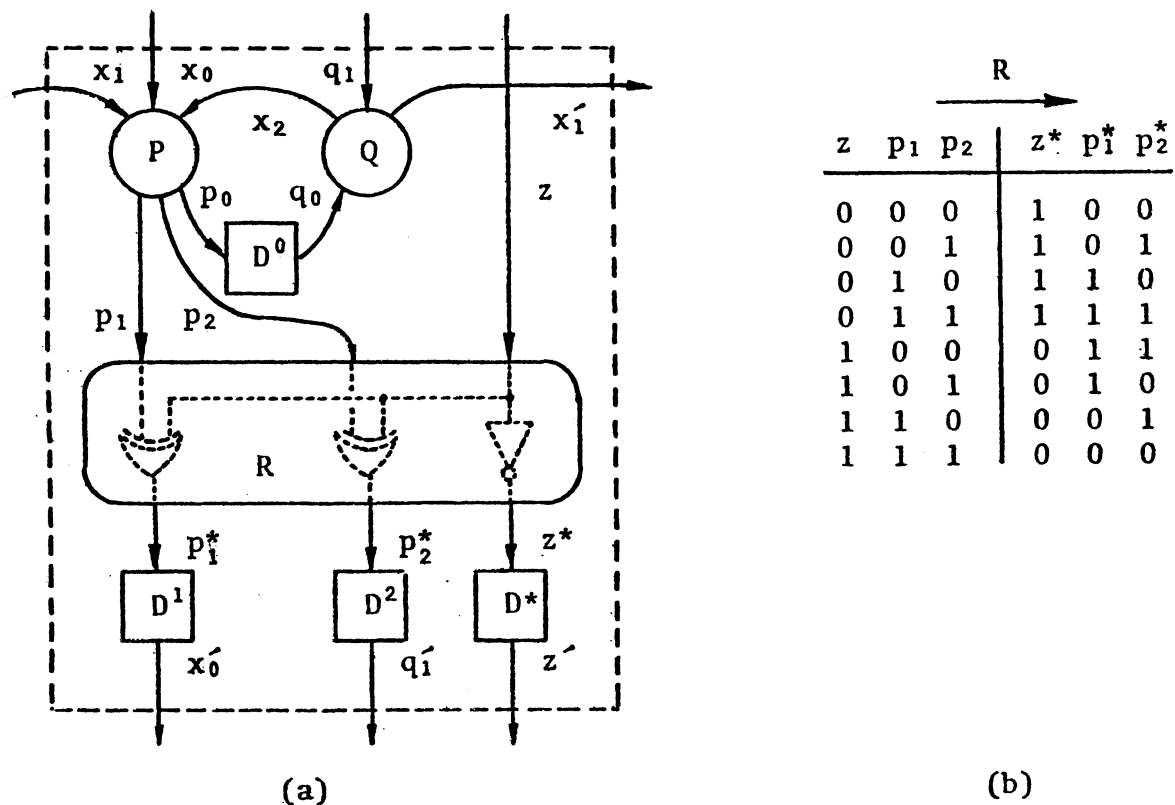 x₁ x₀ q₁
x₂ x₁′
P Q
p₀ q₀ z
D⁰
p₁ p₂
R
p₁* p₂* z*
D¹ D² D*
x₀′ q₁′ z′
(a)
R
z p₁ p₂ z* p₁* p₂*
0 0 0 1 0 0
0 0 1 1 0 1
0 1 0 1 1 0
0 1 1 1 1 1
1 0 0 0 1 1
1 0 1 0 1 0
1 1 0 0 0 1
1 1 1 0 0 0
(b)